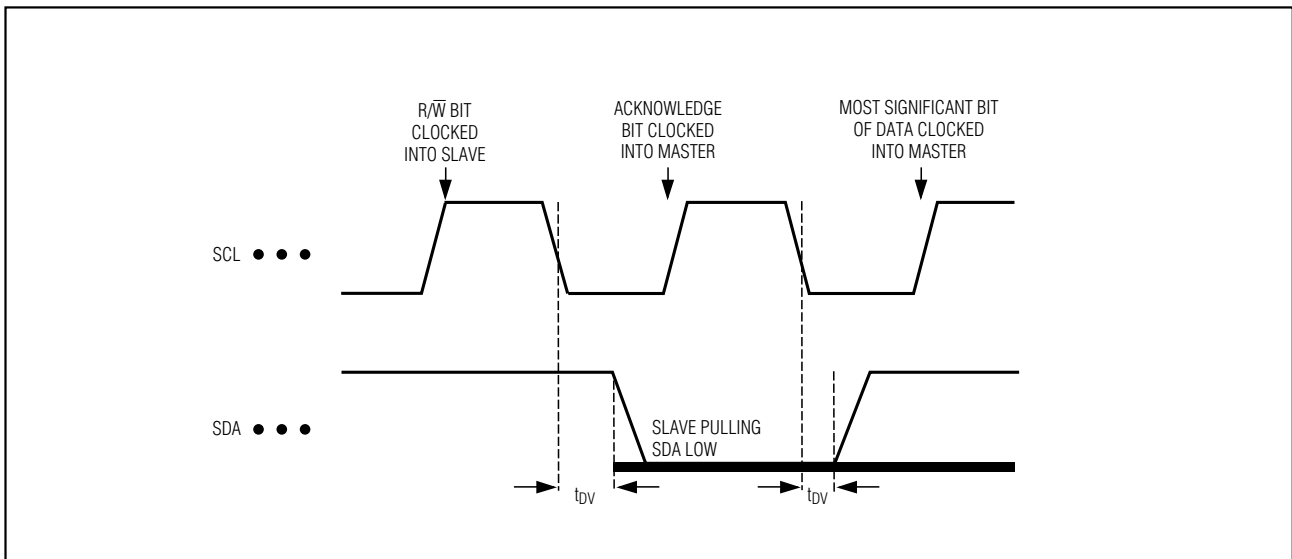 R/W̅ BIT
CLOCKED
INTO SLAVE
ACKNOWLEDGE
BIT CLOCKED
INTO MASTER
MOST SIGNIFICANT BIT
OF DATA CLOCKED
INTO MASTER
SCL
SDA
SLAVE PULLING
SDA LOW
tDV
tDV